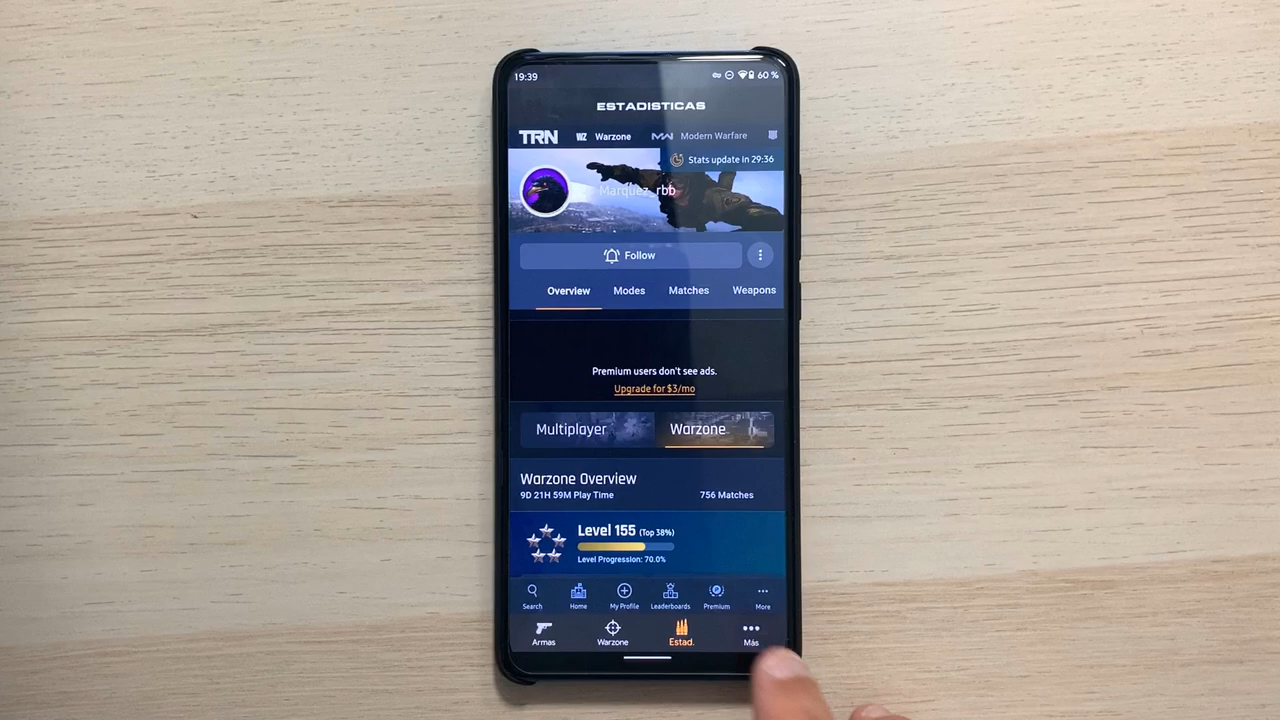 19:39 60 %
ESTADISTICAS
TRN WZ Warzone MW Modern Warfare
Stats update in 29:36
Marquez_rbb
Follow
Overview Modes Matches Weapons
Premium users don't see ads.
Upgrade for $3/mo
Multiplayer Warzone
Warzone Overview
9D 21H 59M Play Time 756 Matches
Level 155 (Top 38%)
Level Progression: 70.0%
Search Home My Profile Leaderboards Premium More
Armas Warzone Estad. Más